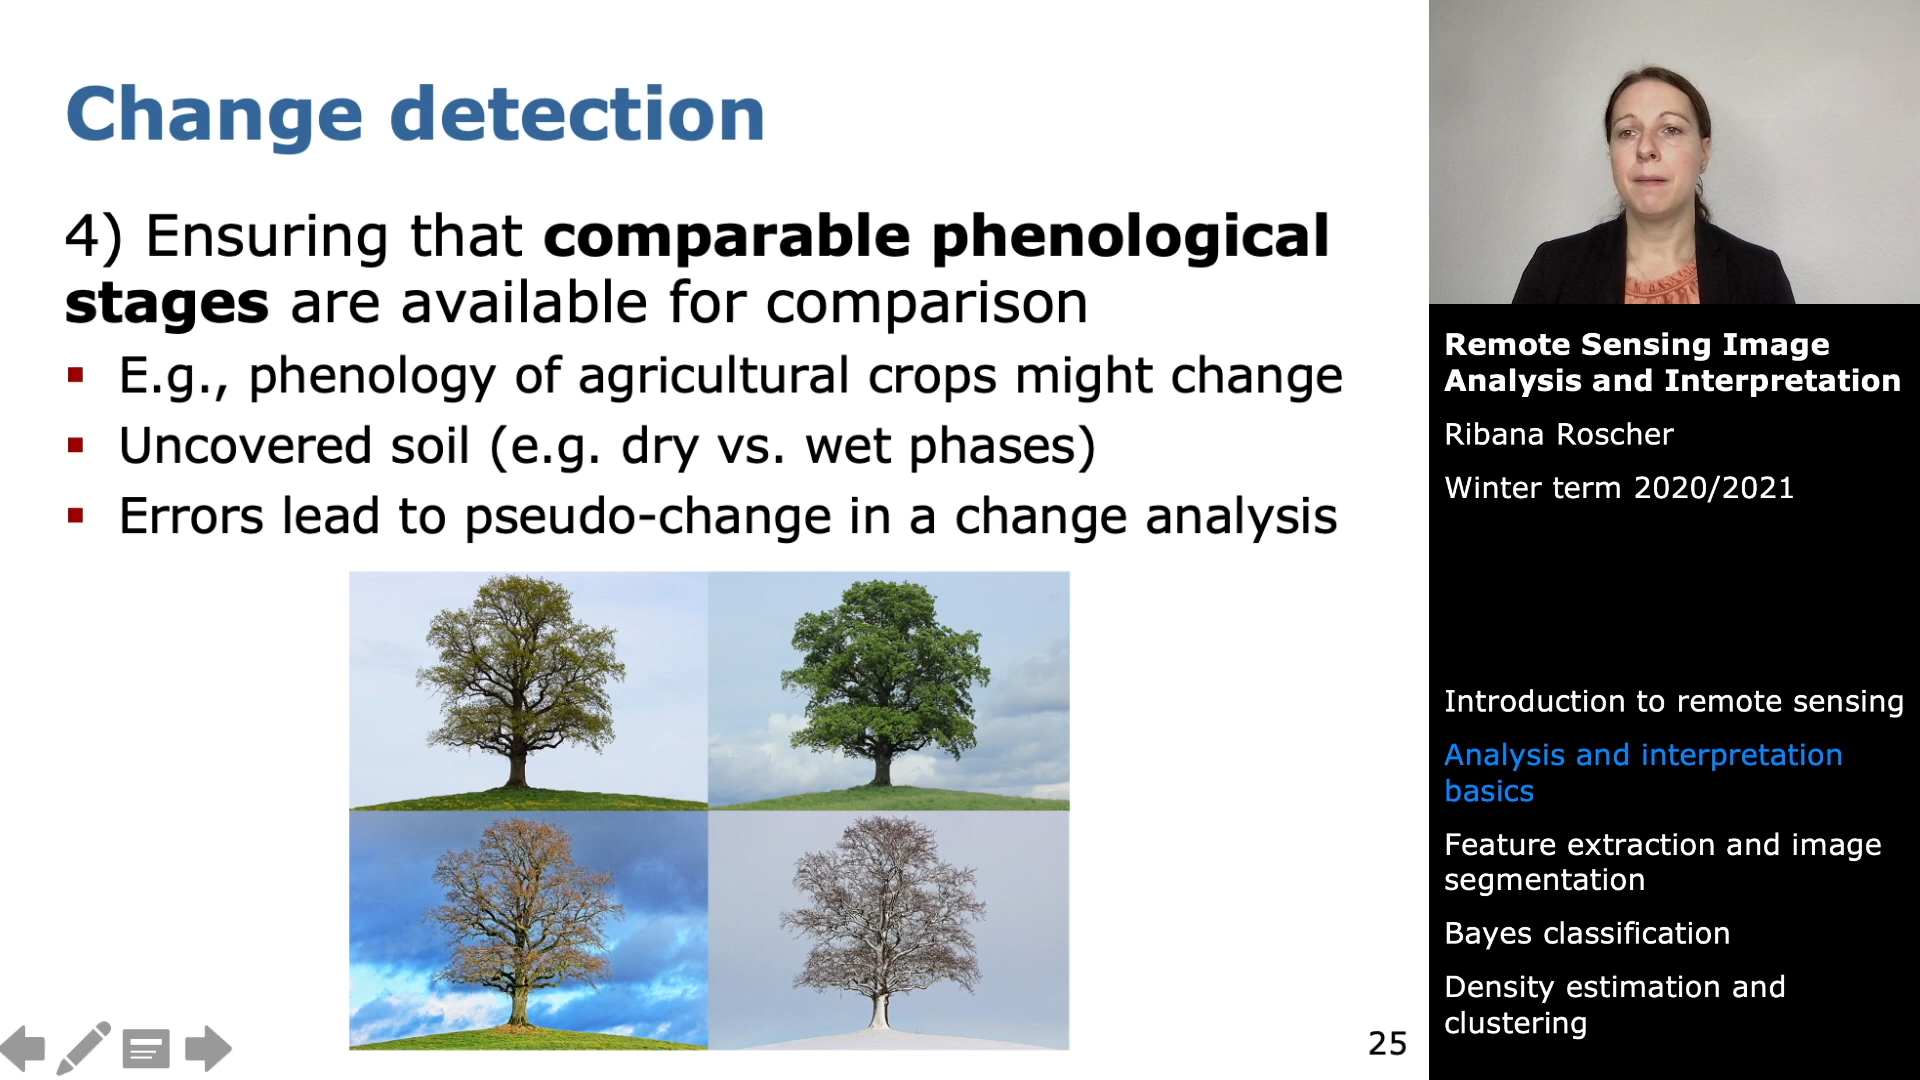 Change detection
4) Ensuring that comparable phenological
stages are available for comparison
E.g., phenology of agricultural crops might change
Uncovered soil (e.g. dry vs. wet phases)
Errors lead to pseudo-change in a change analysis
25
Remote Sensing Image
Analysis and Interpretation
Ribana Roscher
Winter term 2020/2021
Introduction to remote sensing
Analysis and interpretation
basics
Feature extraction and image
segmentation
Bayes classification
Density estimation and
clustering